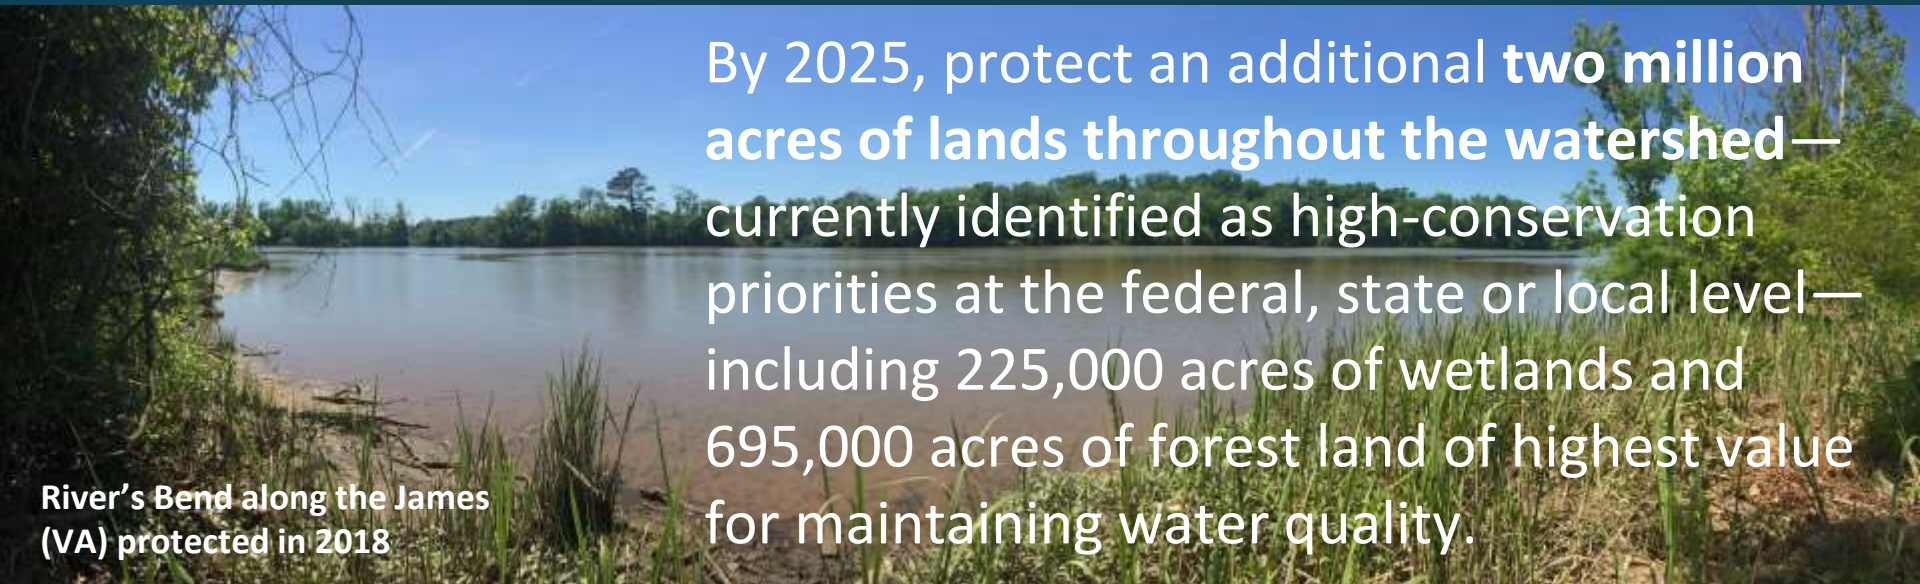 By 2025, protect an additional two million
acres of lands throughout the watershed—
currently identified as high-conservation
priorities at the federal, state or local level—
including 225,000 acres of wetlands and
695,000 acres of forest land of highest value
for maintaining water quality.
River’s Bend along the James
(VA) protected in 2018